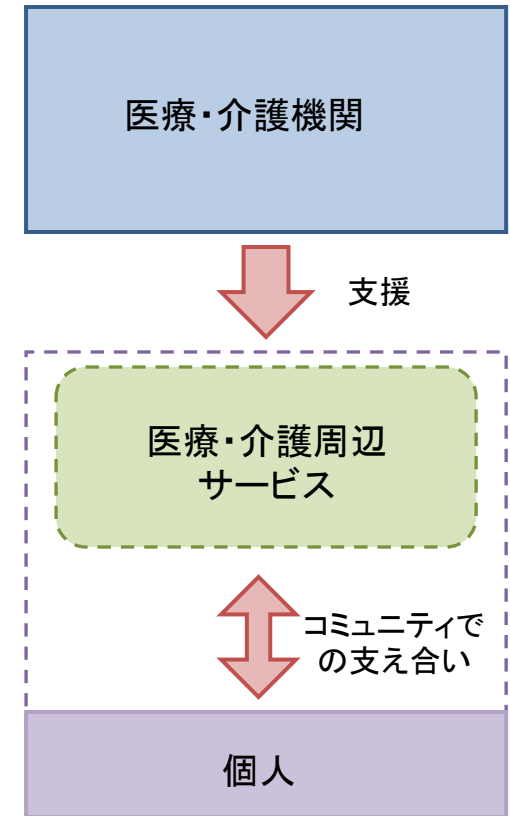 医療・介護機関
支援
医療・介護周辺
サービス
コミュニティで
の支え合い
個人